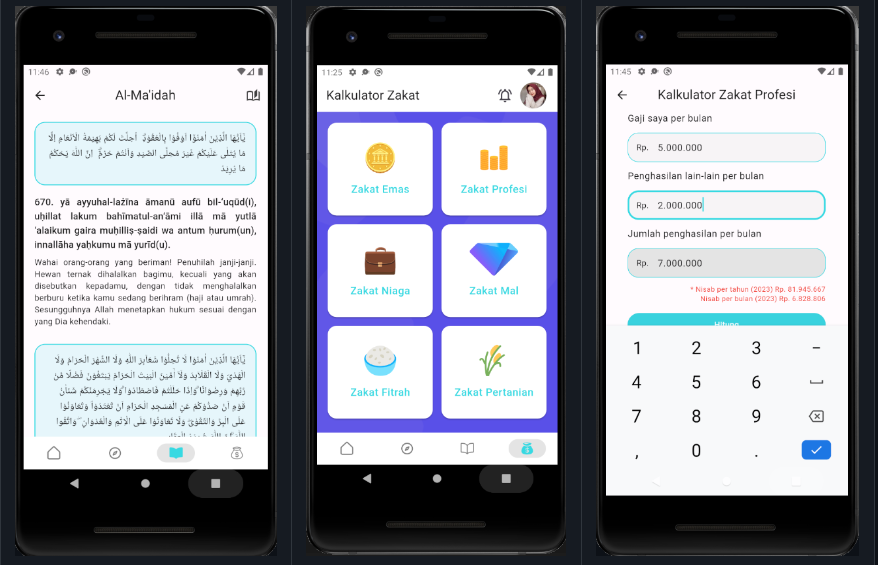 11:46
Al-Ma'idah
يٰٓاَيُّهَا الَّذِيْنَ اٰمَنُوْٓا اَوْفُوْا بِالْعُقُوْدِۗ اُحِلَّتْ لَكُمْ بَهِيْمَةُ الْاَنْعَامِ اِلَّا
مَا يُتْلٰى عَلَيْكُمْ غَيْرَ مُحِلِّى الصَّيْدِ وَاَنْتُمْ حُرُمٌۗ اِنَّ اللّٰهَ يَحْكُمُ
مَا يُرِيْدُ
670. yā ayyuhal-lażīna āmanū aufū bil-'uqūd(i),
uḥillat lakum bahīmatul-an'āmi illā mā yutlā
'alaikum gaira muḥilliṣ-ṣaidi wa antum ḥurum(un),
innallāha yaḥkumu mā yurīd(u).
Wahai orang-orang yang beriman! Penuhilah janji-janji.
Hewan ternak dihalalkan bagimu, kecuali yang akan
disebutkan kepadamu, dengan tidak menghalalkan
berburu ketika kamu sedang berihram (haji atau umrah).
Sesungguhnya Allah menetapkan hukum sesuai dengan
yang Dia kehendaki.
يٰٓاَيُّهَا الَّذِيْنَ اٰمَنُوْا لَا تُحِلُّوْا شَعَاۤىِٕرَ اللّٰهِ وَلَا الشَّهْرَ الْحَرَامَ وَلَا
الْهَدْيَ وَلَا الْقَلَاۤىِٕدَ وَلَآ اٰۤمِّيْنَ الْبَيْتَ الْحَرَامَ يَبْتَغُوْنَ فَضْلًا مِّنْ
رَّبِّهِمْ وَرِضْوَانًاۗ وَاِذَا حَلَلْتُمْ فَاصْطَادُوْاۗ وَلَا يَجْرِمَنَّكُمْ شَنَاٰنُ
قَوْمٍ اَنْ صَدُّوْكُمْ عَنِ الْمَسْجِدِ الْحَرَامِ اَنْ تَعْتَدُوْاۘ وَتَعَاوَنُوْا
عَلَى الْبِرِّ وَالتَّقْوٰىۖ وَلَا تَعَاوَنُوْا عَلَى الْاِثْمِ وَالْعُدْوَانِۖ وَاتَّقُوا
11:25
Kalkulator Zakat
Zakat Emas
Zakat Profesi
Zakat Niaga
Zakat Mal
Zakat Fitrah
Zakat Pertanian
11:45
Kalkulator Zakat Profesi
Gaji saya per bulan
Rp. 5.000.000
Penghasilan lain-lain per bulan
Rp. 2.000.000
Jumlah penghasilan per bulan
Rp. 7.000.000
* Nisab per tahun (2023) Rp. 81.945.667
Nisab per bulan (2023) Rp. 6.828.806
Hitung
1 2 3 −
4 5 6
7 8 9
, 0 .